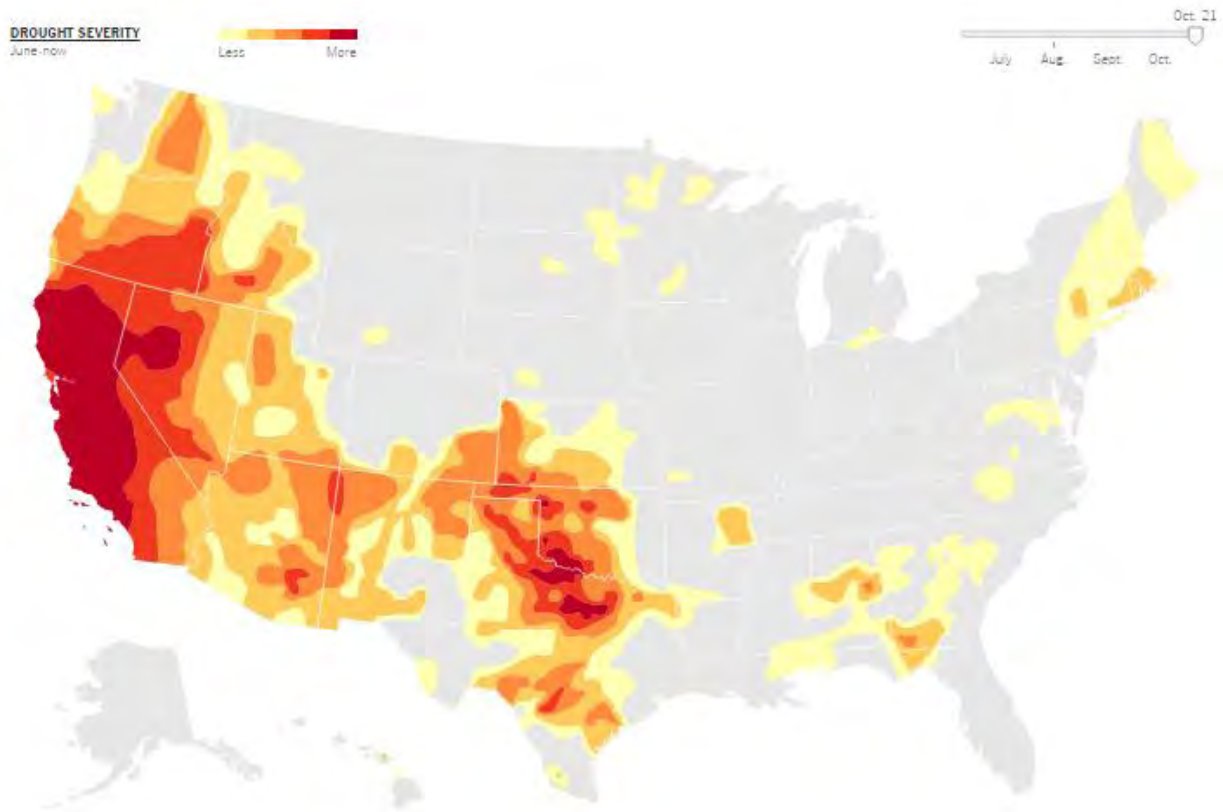 DROUGHT SEVERITY
June-now
Less More
Oct. 21
July Aug. Sept. Oct.